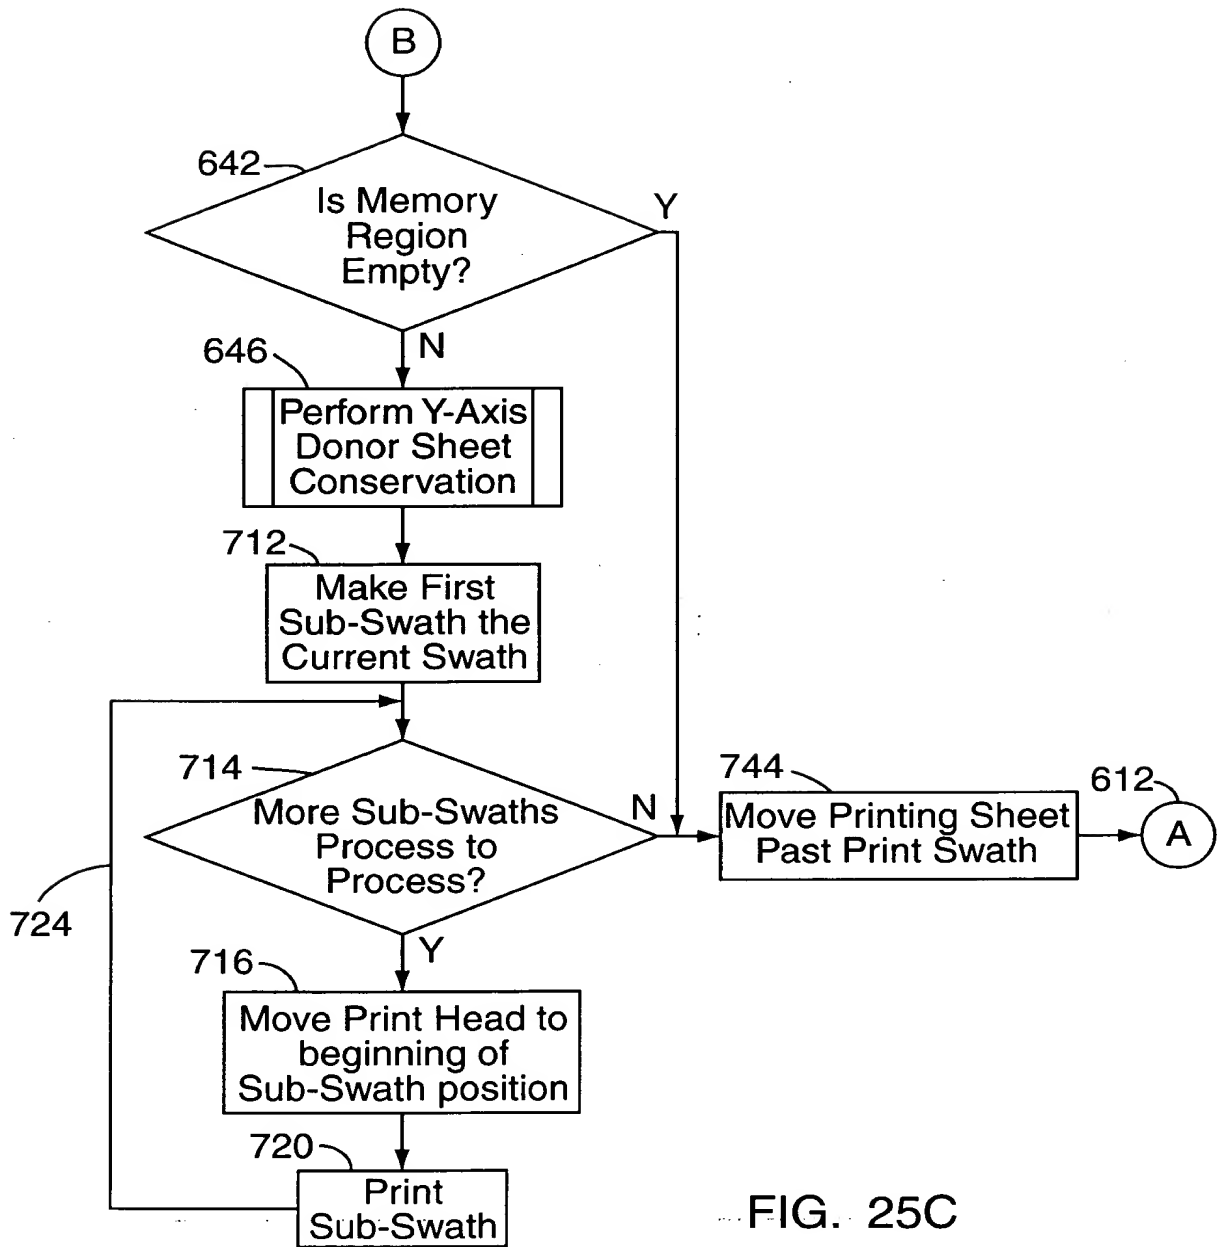 B
642
Is Memory
Region
Empty?
Y
N
646
Perform Y-Axis
Donor Sheet
Conservation
712
Make First
Sub-Swath the
Current Swath
714
More Sub-Swaths
Process to
Process?
N
744
Move Printing Sheet
Past Print Swath
612
A
724
Y
716
Move Print Head to
beginning of
Sub-Swath position
720
Print
Sub-Swath
FIG. 25C